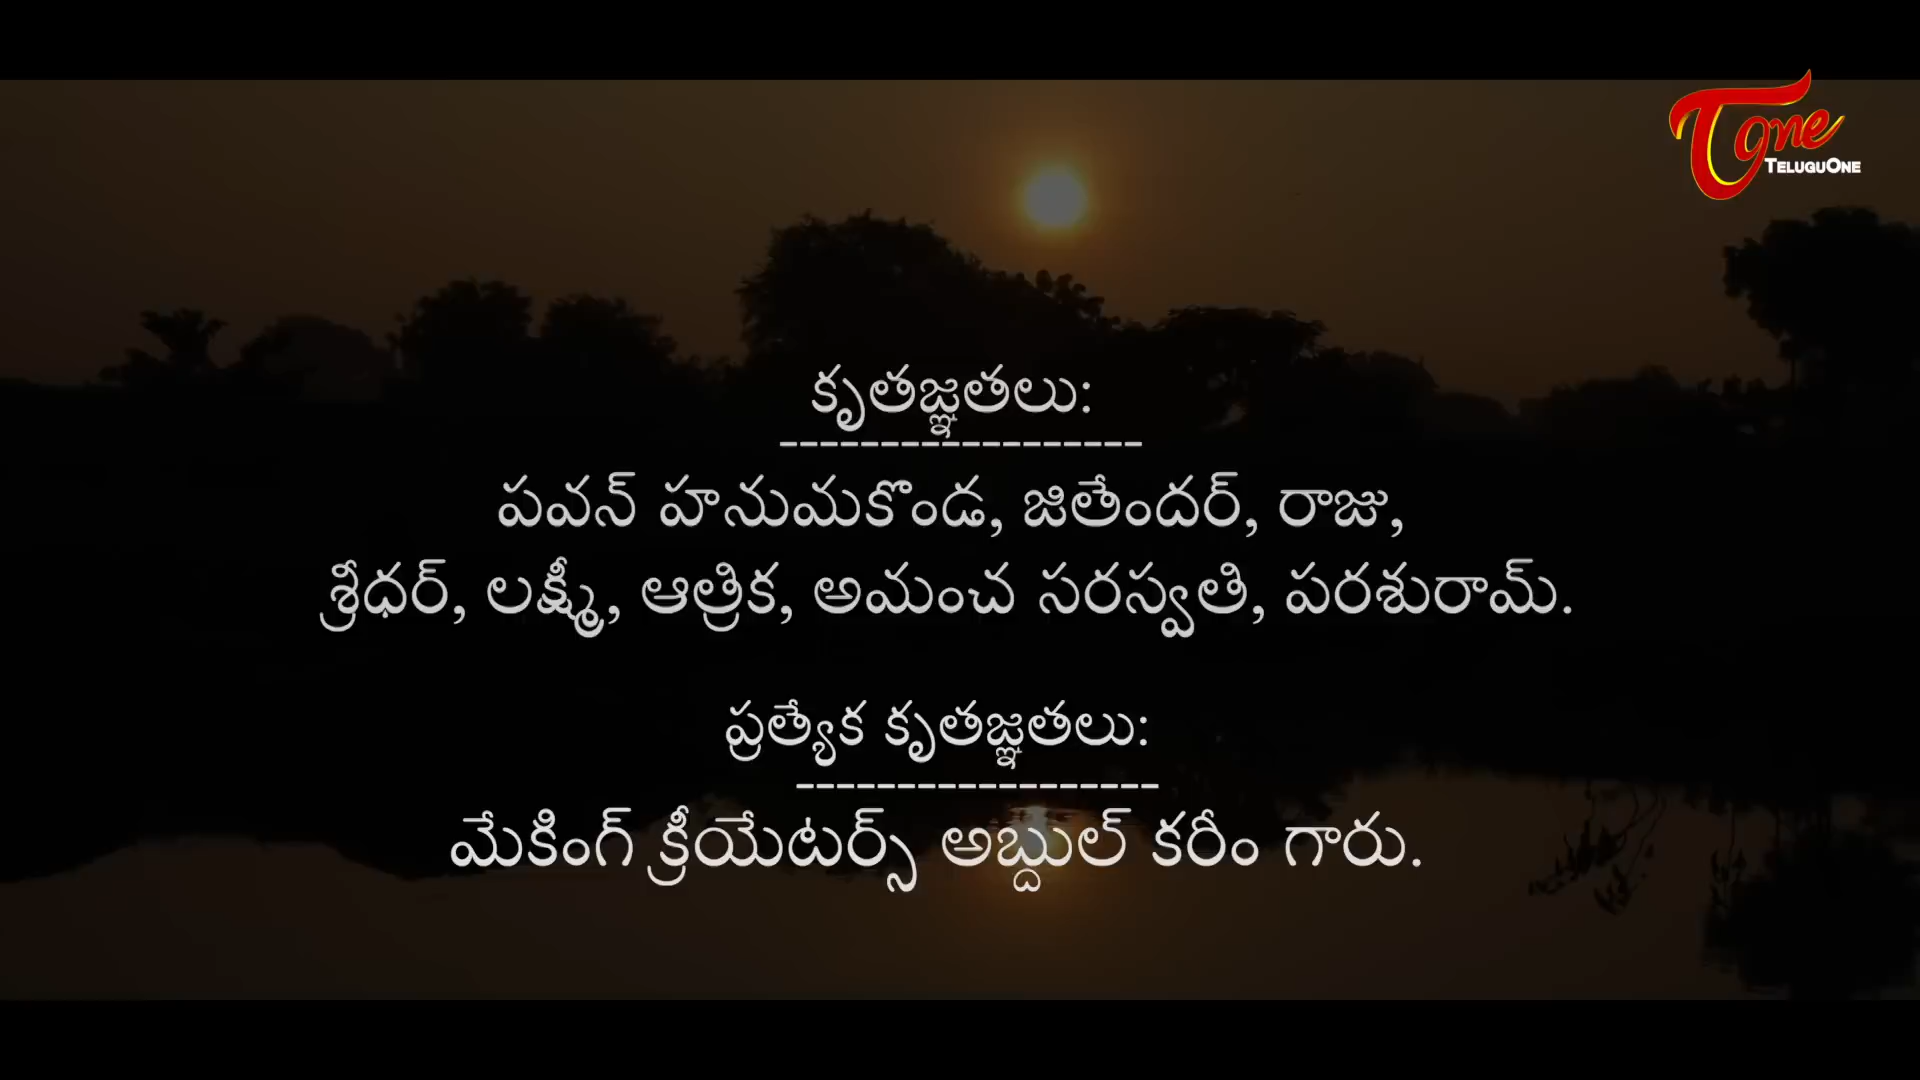 Tone
TELUGUONE
కృతజ్ఞతలు:
------------------
పవన్ హనుమకొండ, జితేందర్, రాజు,
శ్రీధర్, లక్ష్మీ, ఆత్రిక, అమంచ సరస్వతి, పరశురామ్.
ప్రత్యేక కృతజ్ఞతలు:
------------------
మేకింగ్ క్రీయేటర్స్ అబ్దుల్ కరీం గారు.